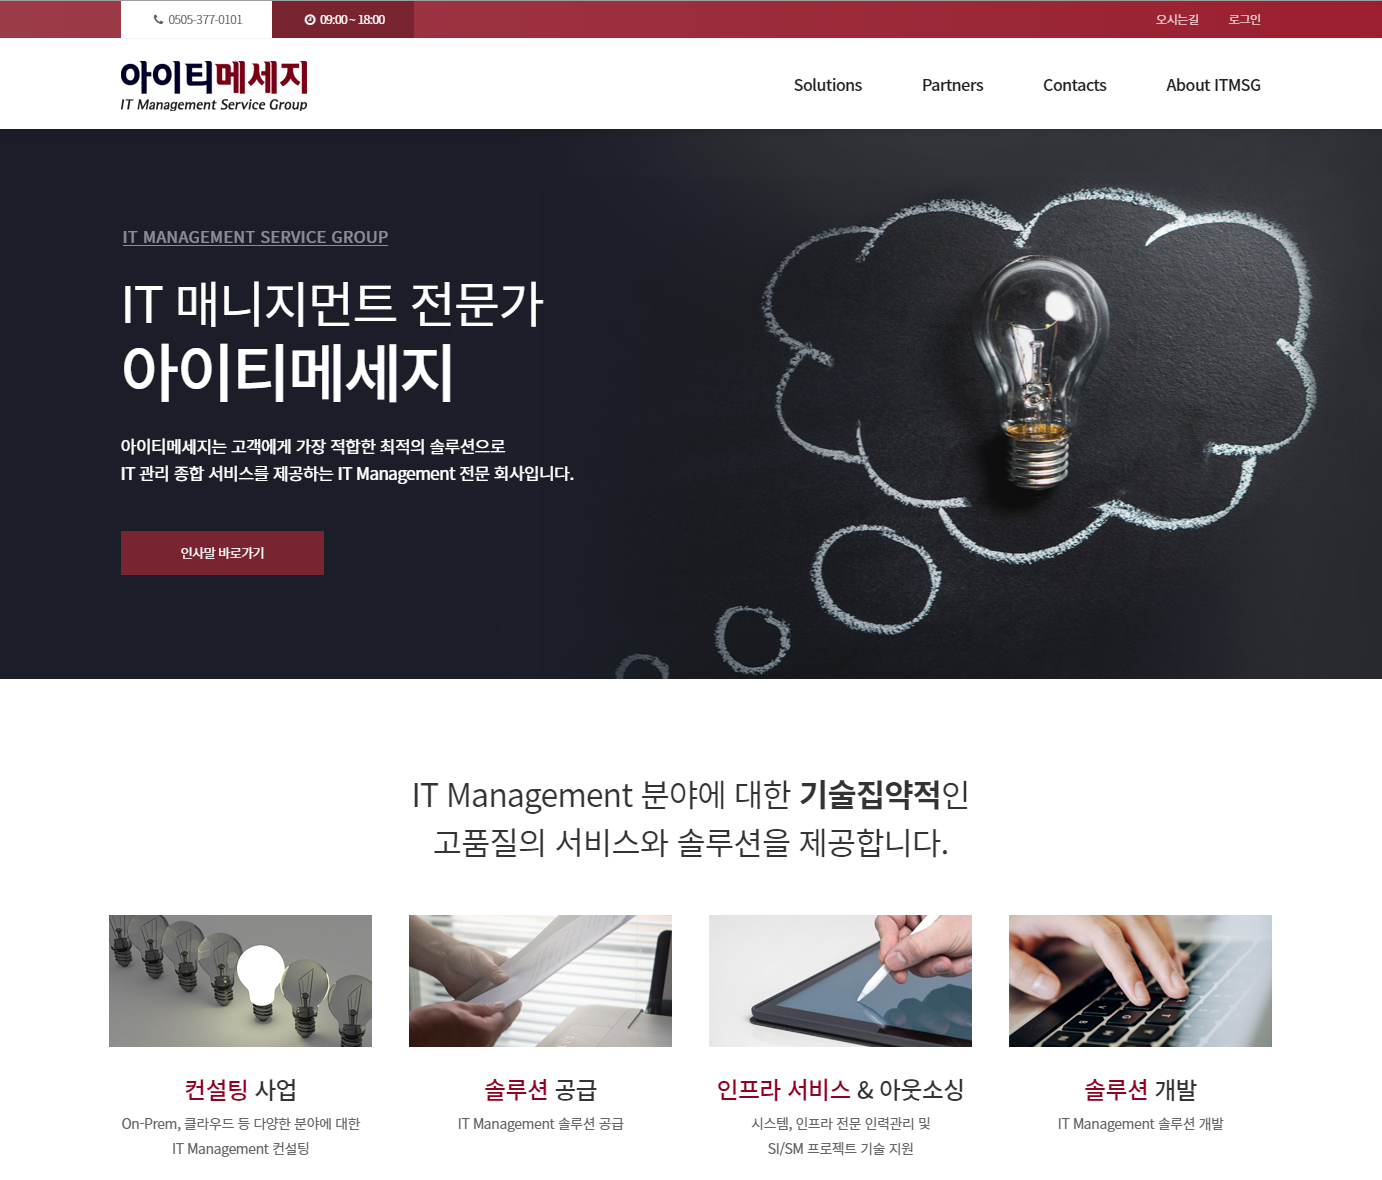 0505-377-0101
09:00 ~ 18:00
오시는길
로그인
아이티메세지
IT Management Service Group
Solutions
Partners
Contacts
About ITMSG
IT MANAGEMENT SERVICE GROUP
IT 매니지먼트 전문가
아이티메세지
아이티메세지는 고객에게 가장 적합한 최적의 솔루션으로
IT 관리 종합 서비스를 제공하는 IT Management 전문 회사입니다.
인사말 바로가기
IT Management 분야에 대한 기술집약적인
고품질의 서비스와 솔루션을 제공합니다.
컨설팅 사업
On-Prem, 클라우드 등 다양한 분야에 대한
IT Management 컨설팅
솔루션 공급
IT Management 솔루션 공급
인프라 서비스 & 아웃소싱
시스템, 인프라 전문 인력관리 및
SI/SM 프로젝트 기술 지원
솔루션 개발
IT Management 솔루션 개발